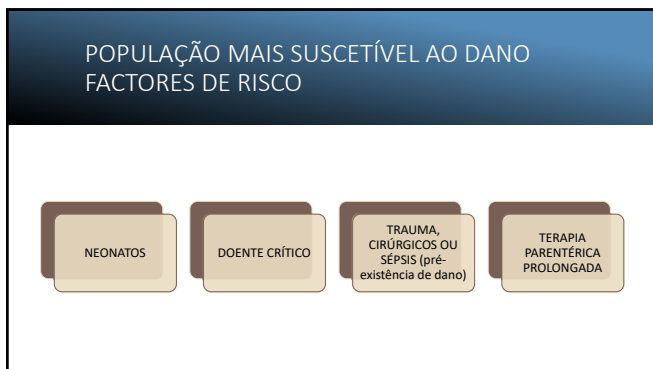 POPULAÇÃO MAIS SUSCETÍVEL AO DANO
FACTORES DE RISCO
NEONATOS
DOENTE CRÍTICO
TRAUMA,
CIRÚRGICOS OU
SÉPSIS (pré-
existência de dano)
TERAPIA
PARENTÉRICA
PROLONGADA